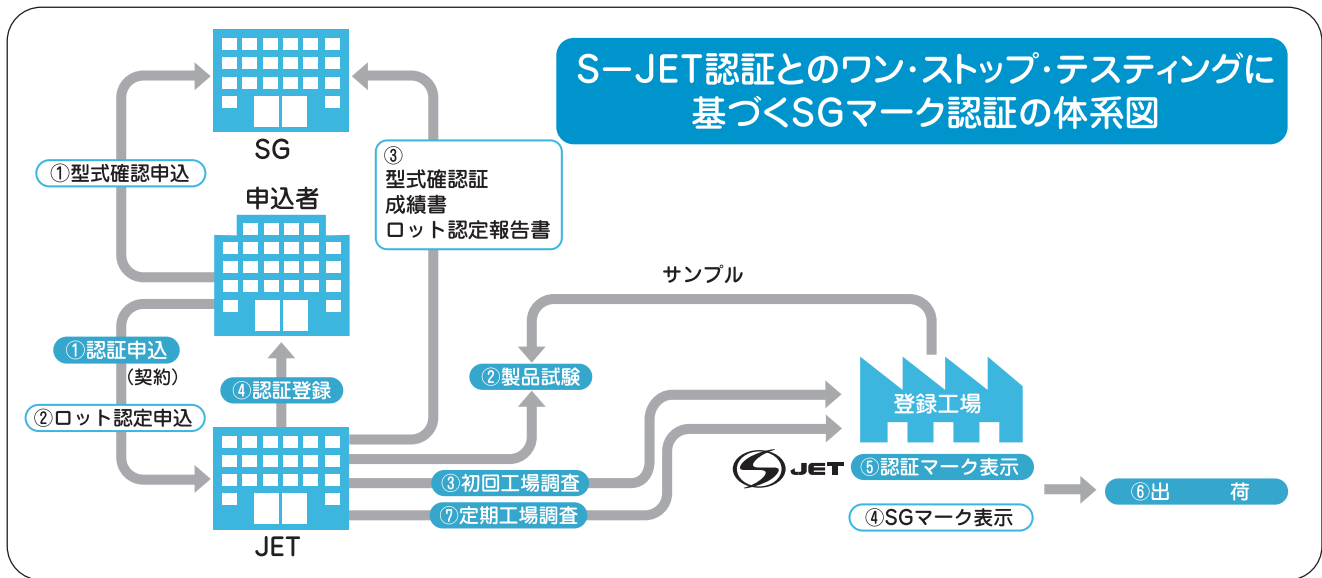 S－JET認証とのワン・ストップ・テスティングに
基づくSGマーク認証の体系図
SG
①型式確認申込
③
型式確認証
成績書
ロット認定報告書
申込者
サンプル
①認証申込
(契約)
④認証登録
②製品試験
②ロット認定申込
登録工場
JET
⑤認証マーク表示
③初回工場調査
⑥出　　荷
⑦定期工場調査
④SGマーク表示
JET